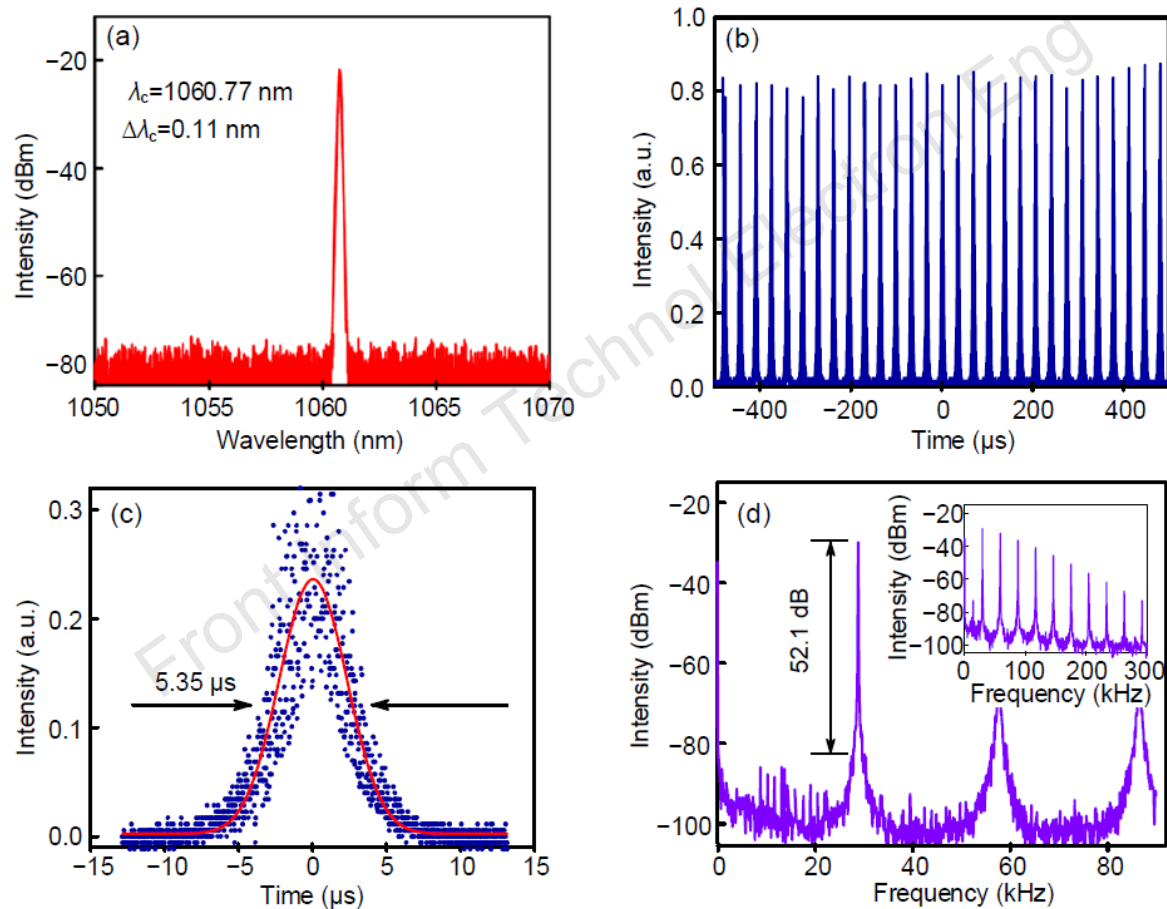 (a)
λc=1060.77 nm
Δλc=0.11 nm
Intensity (dBm)
−20
−40
−60
−80
1050
1055
1060
1065
1070
Wavelength (nm)
(b)
Intensity (a.u.)
1.0
0.8
0.6
0.4
0.2
0.0
−400
−200
0
200
400
Time (µs)
(c)
5.35 µs
Intensity (a.u.)
0.3
0.2
0.1
0.0
−15
−10
−5
0
5
10
15
Time (µs)
(d)
52.1 dB
Intensity (dBm)
−20
−40
−60
−80
−100
0
20
40
60
80
Frequency (kHz)
Intensity (dBm)
−20
−40
−60
−80
−100
0
100
200
300
Frequency (kHz)
Front Inform Technol Electron Eng